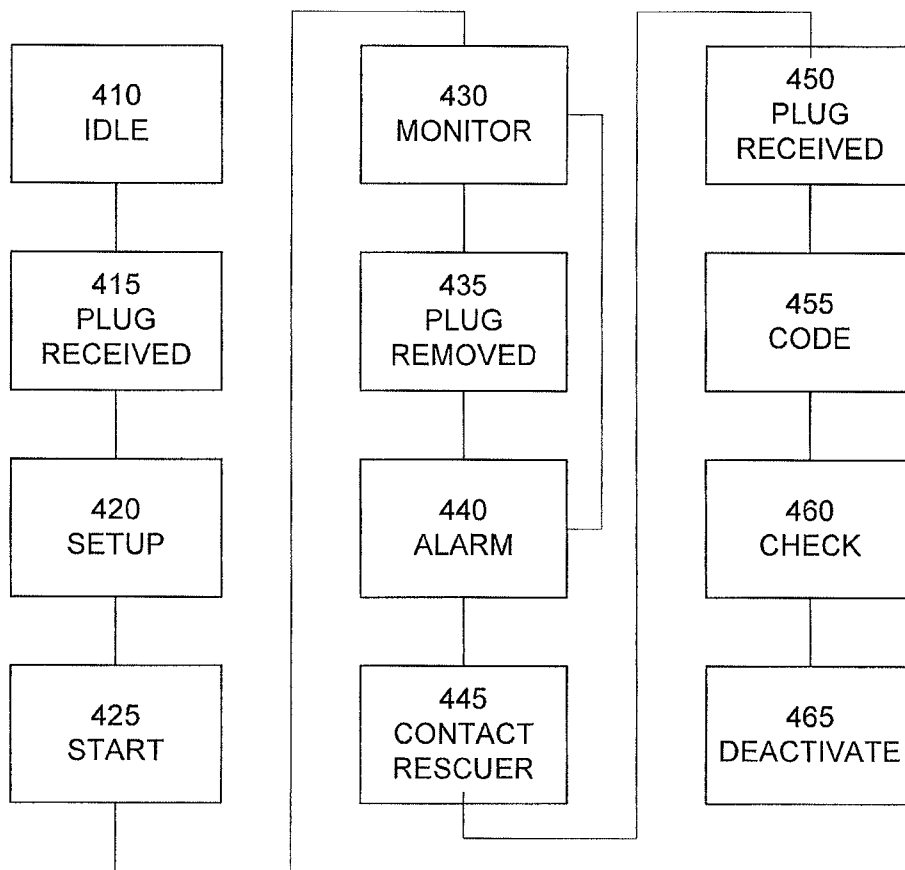 410
IDLE
415
PLUG
RECEIVED
420
SETUP
425
START
430
MONITOR
435
PLUG
REMOVED
440
ALARM
445
CONTACT
RESCUER
450
PLUG
RECEIVED
455
CODE
460
CHECK
465
DEACTIVATE